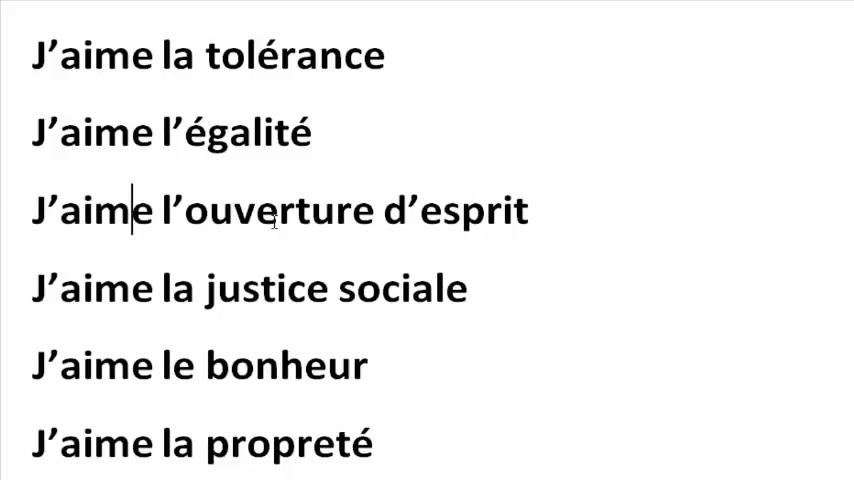 J’aime la tolérance
J’aime l’égalité
J’aime l’ouverture d’esprit
J’aime la justice sociale
J’aime le bonheur
J’aime la propreté